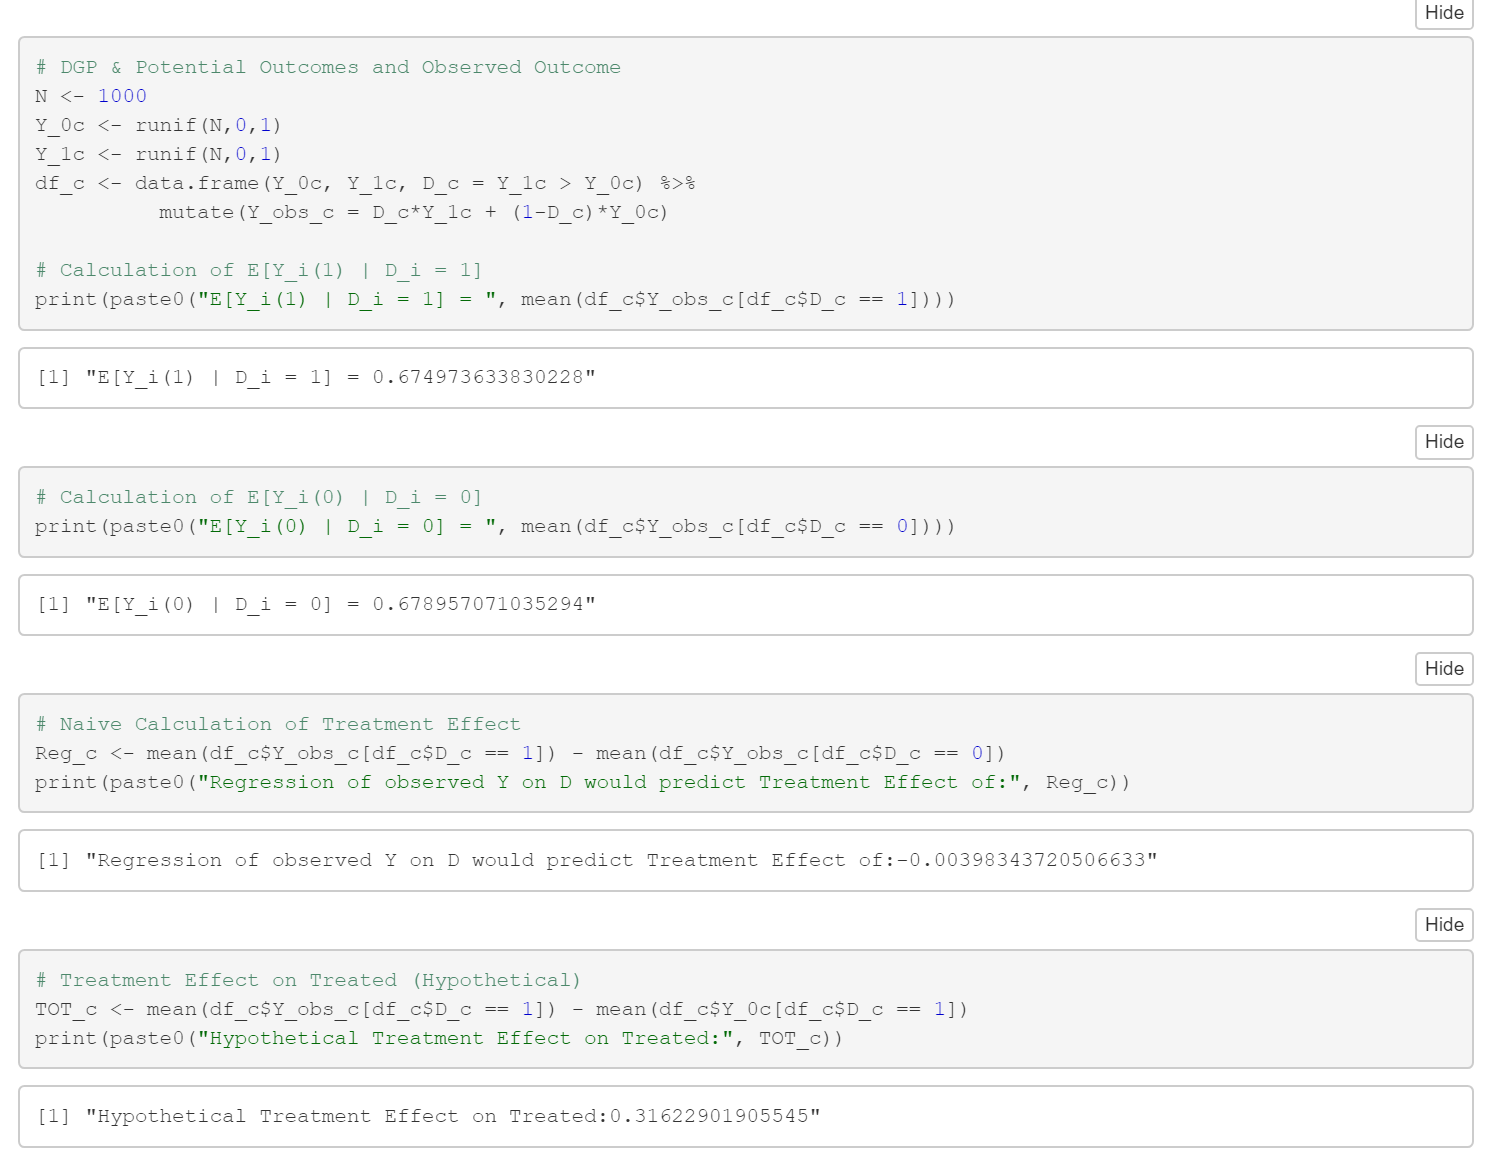 Hide
# DGP & Potential Outcomes and Observed Outcome
N <- 1000
Y_0c <- runif(N,0,1)
Y_1c <- runif(N,0,1)
df_c <- data.frame(Y_0c, Y_1c, D_c = Y_1c > Y_0c) %>%
          mutate(Y_obs_c = D_c*Y_1c + (1-D_c)*Y_0c)
# Calculation of E[Y_i(1) | D_i = 1]
print(paste0("E[Y_i(1) | D_i = 1] = ", mean(df_c$Y_obs_c[df_c$D_c == 1])))
[1] "E[Y_i(1) | D_i = 1] = 0.674973633830228"
Hide
# Calculation of E[Y_i(0) | D_i = 0]
print(paste0("E[Y_i(0) | D_i = 0] = ", mean(df_c$Y_obs_c[df_c$D_c == 0])))
[1] "E[Y_i(0) | D_i = 0] = 0.678957071035294"
Hide
# Naive Calculation of Treatment Effect
Reg_c <- mean(df_c$Y_obs_c[df_c$D_c == 1]) - mean(df_c$Y_obs_c[df_c$D_c == 0])
print(paste0("Regression of observed Y on D would predict Treatment Effect of:", Reg_c))
[1] "Regression of observed Y on D would predict Treatment Effect of:-0.00398343720506633"
Hide
# Treatment Effect on Treated (Hypothetical)
TOT_c <- mean(df_c$Y_obs_c[df_c$D_c == 1]) - mean(df_c$Y_0c[df_c$D_c == 1])
print(paste0("Hypothetical Treatment Effect on Treated:", TOT_c))
[1] "Hypothetical Treatment Effect on Treated:0.31622901905545"